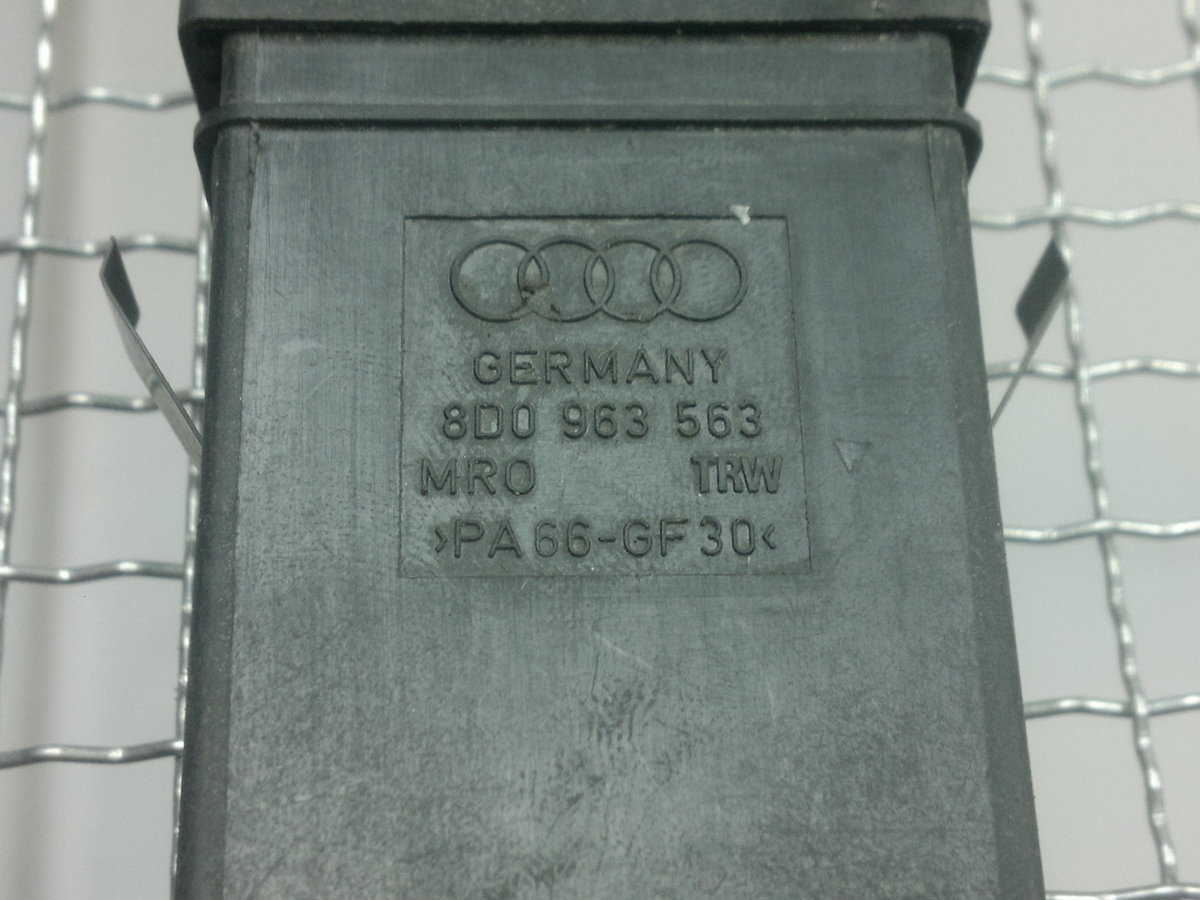 GERMANY
8D0 963 563
MRO TRW
>PA66-GF30<